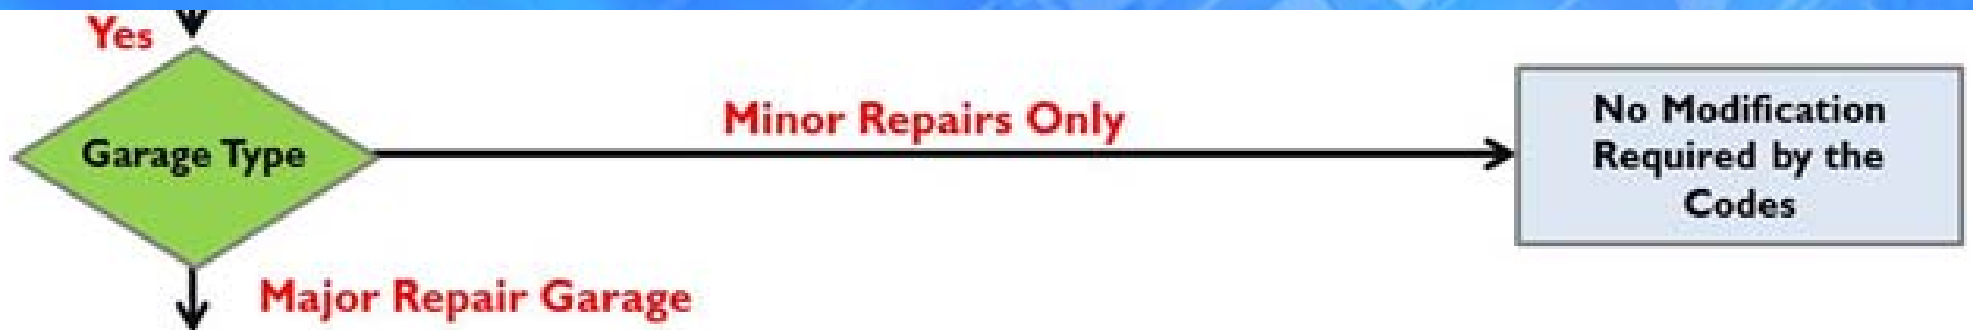 Yes
Garage Type
Minor Repairs Only
No Modification
Required by the
Codes
Major Repair Garage